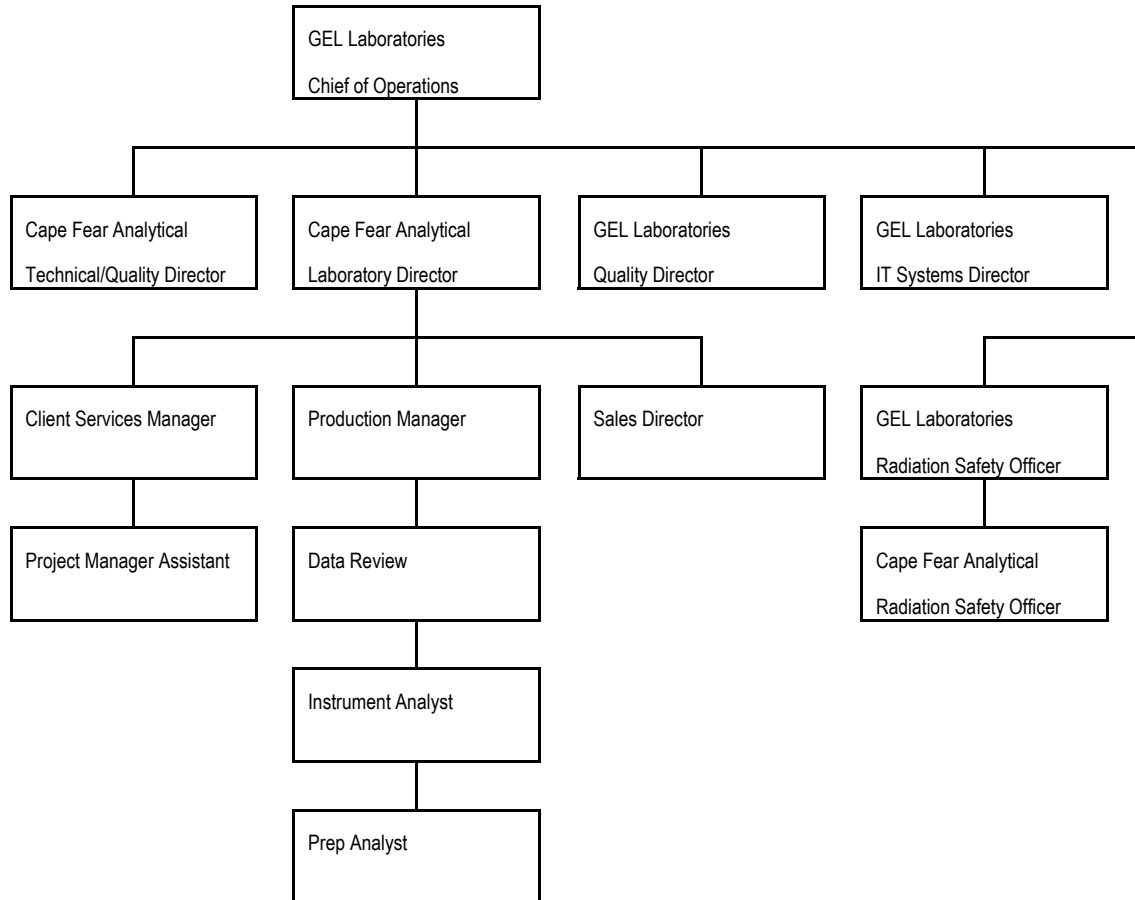 GEL Laboratories
Chief of Operations
Cape Fear Analytical
Technical/Quality Director
Cape Fear Analytical
Laboratory Director
GEL Laboratories
Quality Director
GEL Laboratories
IT Systems Director
Client Services Manager
Production Manager
Sales Director
GEL Laboratories
Radiation Safety Officer
Project Manager Assistant
Data Review
Cape Fear Analytical
Radiation Safety Officer
Instrument Analyst
Prep Analyst